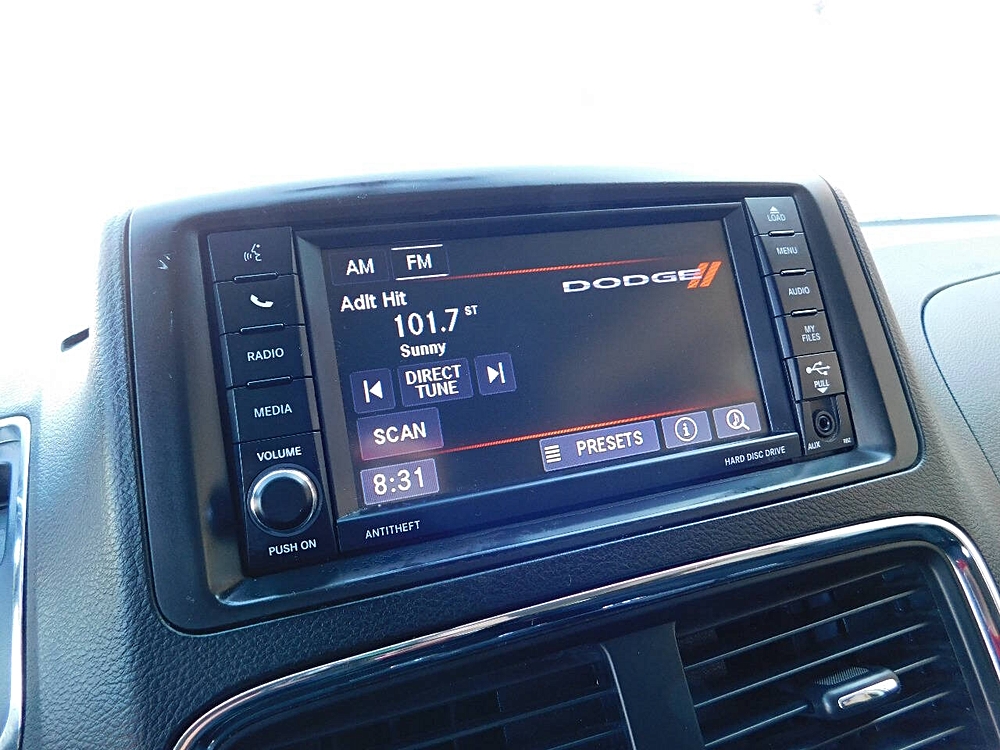 RADIO
MEDIA
VOLUME
PUSH ON
AM FM
DODGE
Adlt Hit
101.7 ST
Sunny
DIRECT
TUNE
SCAN
8:31
PRESETS
ANTITHEFT
HARD DISC DRIVE
LOAD
MENU
AUDIO
MY
FILES
PULL
AUX